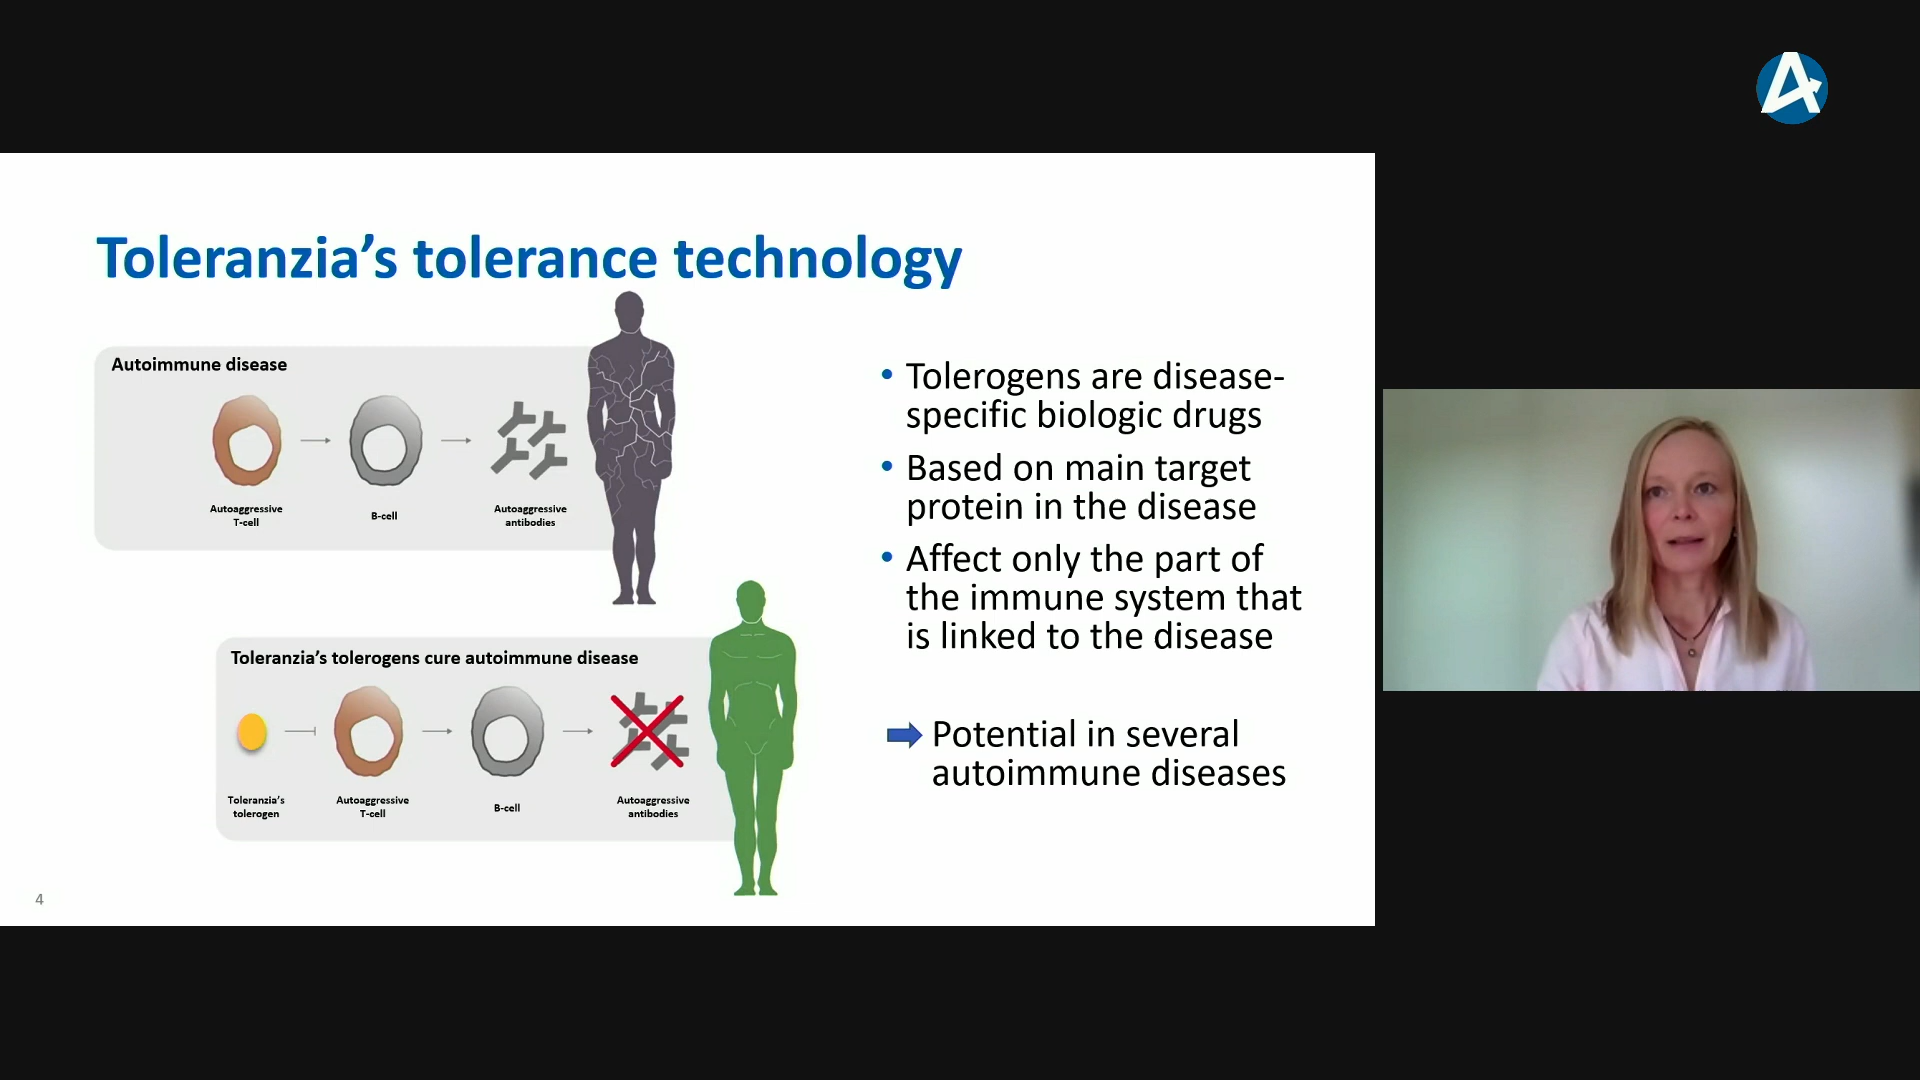 Toleranzia’s tolerance technology
Autoimmune disease
Autoaggressive
T-cell
B-cell
Autoaggressive
antibodies
Toleranzia’s tolerogens cure autoimmune disease
Toleranzia’s
tolerogen
Autoaggressive
T-cell
B-cell
Autoaggressive
antibodies
• Tolerogens are disease-
specific biologic drugs
• Based on main target
protein in the disease
• Affect only the part of
the immune system that
is linked to the disease
Potential in several
autoimmune diseases
4